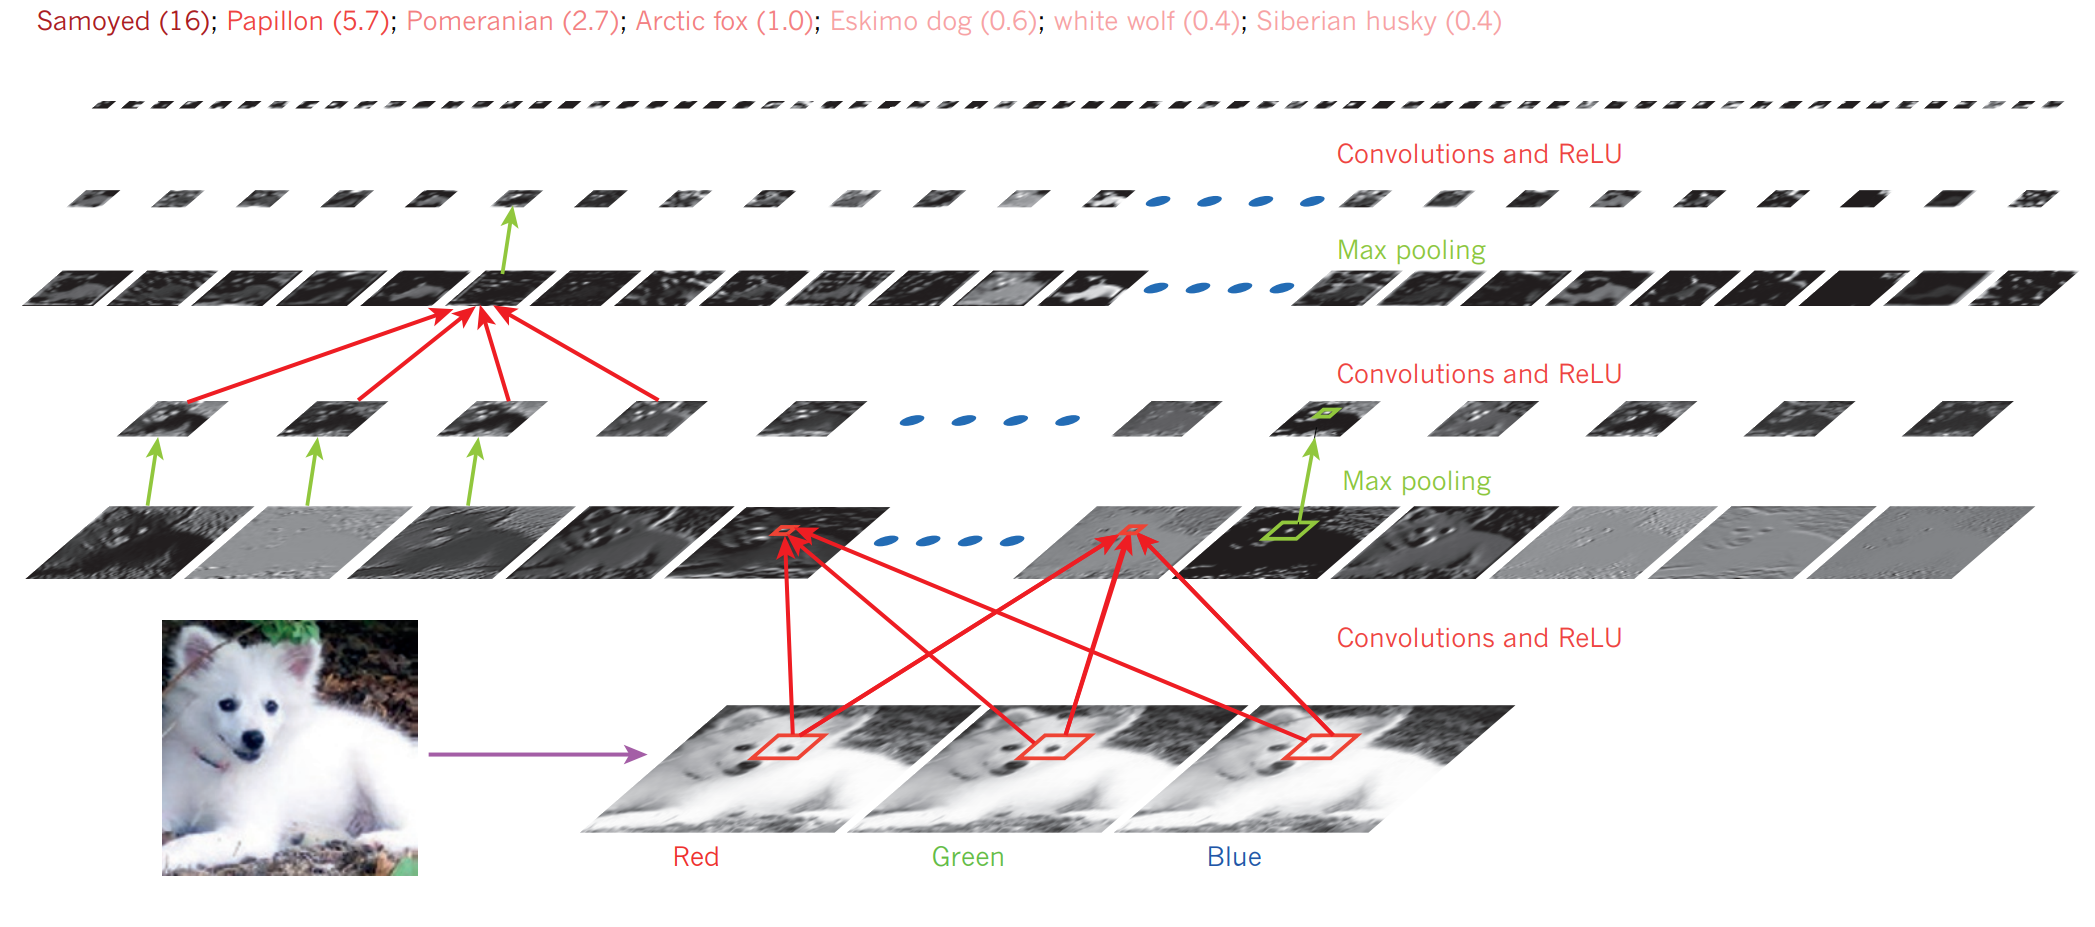 Samoyed (16); Papillon (5.7); Pomeranian (2.7); Arctic fox (1.0); Eskimo dog (0.6); white wolf (0.4); Siberian husky (0.4)
Convolutions and ReLU
Max pooling
Convolutions and ReLU
Max pooling
Convolutions and ReLU
Red
Green
Blue